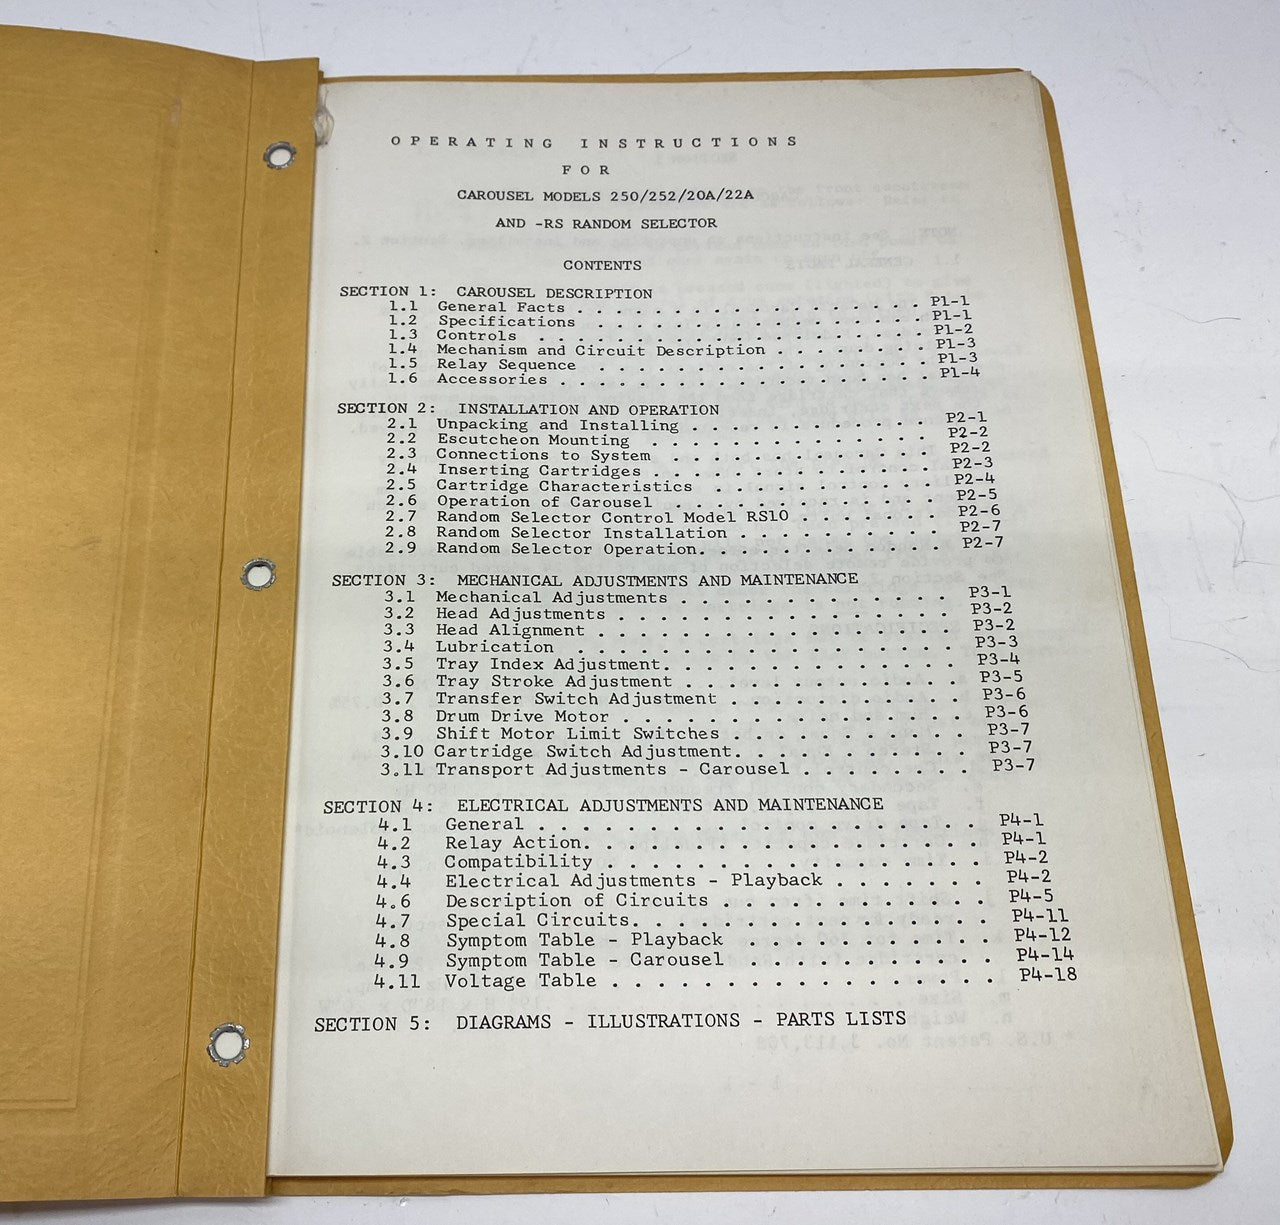 OPERATING INSTRUCTIONS
FOR
CAROUSEL MODELS 250/252/20A/22A
AND -RS RANDOM SELECTOR
CONTENTS
SECTION 1: CAROUSEL DESCRIPTION
1.1 General Facts . . . . . . . . . . . . . . . . . P1-1
1.2 Specifications . . . . . . . . . . . . . . . . P1-1
1.3 Controls . . . . . . . . . . . . . . . . . . . P1-2
1.4 Mechanism and Circuit Description . . . . . . . . P1-3
1.5 Relay Sequence . . . . . . . . . . . . . . . . P1-3
1.6 Accessories . . . . . . . . . . . . . . . . . . P1-4
SECTION 2: INSTALLATION AND OPERATION
2.1 Unpacking and Installing . . . . . . . . . . . . P2-1
2.2 Escutcheon Mounting . . . . . . . . . . . . . . P2-2
2.3 Connections to System . . . . . . . . . . . . . P2-2
2.4 Inserting Cartridges . . . . . . . . . . . . . . P2-3
2.5 Cartridge Characteristics . . . . . . . . . . . P2-4
2.6 Operation of Carousel . . . . . . . . . . . . . P2-5
2.7 Random Selector Control Model RS10 . . . . . . . P2-6
2.8 Random Selector Installation . . . . . . . . . . P2-7
2.9 Random Selector Operation. . . . . . . . . . . . P2-7
SECTION 3: MECHANICAL ADJUSTMENTS AND MAINTENANCE
3.1 Mechanical Adjustments . . . . . . . . . . . . . P3-1
3.2 Head Adjustments . . . . . . . . . . . . . . . . P3-2
3.3 Head Alignment . . . . . . . . . . . . . . . . . P3-2
3.4 Lubrication . . . . . . . . . . . . . . . . . . P3-3
3.5 Tray Index Adjustment. . . . . . . . . . . . . . P3-4
3.6 Tray Stroke Adjustment . . . . . . . . . . . . . P3-5
3.7 Transfer Switch Adjustment . . . . . . . . . . . P3-6
3.8 Drum Drive Motor . . . . . . . . . . . . . . . . P3-6
3.9 Shift Motor Limit Switches . . . . . . . . . . . P3-7
3.10 Cartridge Switch Adjustment. . . . . . . . . . . P3-7
3.11 Transport Adjustments - Carousel . . . . . . . . P3-7
SECTION 4: ELECTRICAL ADJUSTMENTS AND MAINTENANCE
4.1 General . . . . . . . . . . . . . . . . . . . . P4-1
4.2 Relay Action. . . . . . . . . . . . . . . . . . P4-1
4.3 Compatibility . . . . . . . . . . . . . . . . . P4-2
4.4 Electrical Adjustments - Playback . . . . . . . P4-2
4.6 Description of Circuits . . . . . . . . . . . . P4-5
4.7 Special Circuits. . . . . . . . . . . . . . . . P4-11
4.8 Symptom Table - Playback . . . . . . . . . . . P4-12
4.9 Symptom Table - Carousel . . . . . . . . . . . P4-14
4.11 Voltage Table . . . . . . . . . . . . . . . . . P4-18
SECTION 5: DIAGRAMS - ILLUSTRATIONS - PARTS LISTS